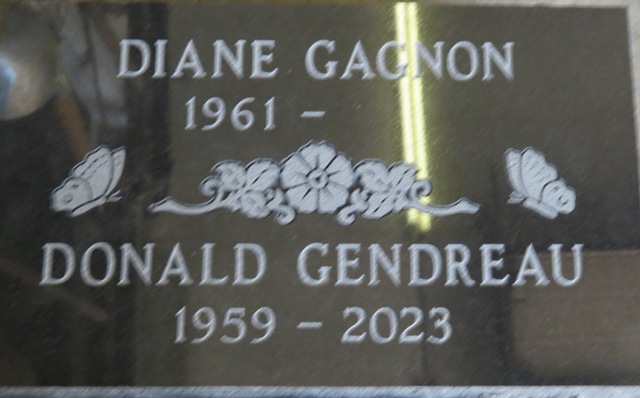 DIANE GAGNON
1961 –
DONALD GENDREAU
1959 – 2023